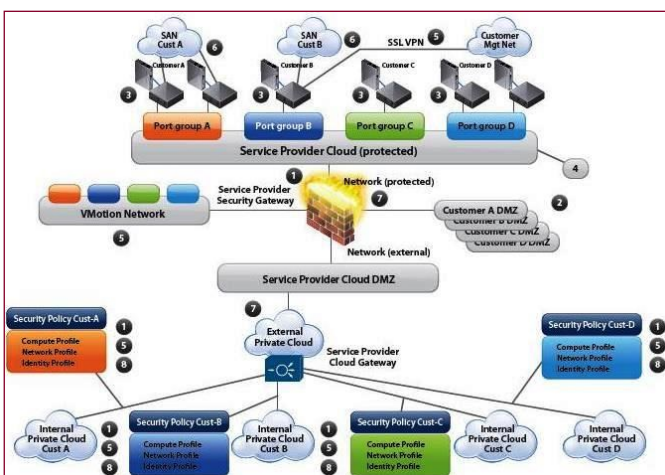 SAN
Cust A
SAN
Cust B
Customer
Mgt Net
SSL VPN
5
6
6
Customer A
Customer B
Customer C
Customer D
3
3
3
3
Port group A
Port group B
Port group C
Port group D
Service Provider Cloud (protected)
4
1
Network (protected)
Service Provider
Security Gateway
7
2
VMotion Network
5
Customer A DMZ
Customer B DMZ
Customer C DMZ
Customer D DMZ
Network (external)
Service Provider Cloud DMZ
7
External
Private Cloud
Service Provider
Cloud Gateway
Security Policy Cust-A
Compute Profile
Network Profile
Identity Profile
1
5
8
Security Policy Cust-D
Compute Profile
Network Profile
Identity Profile
1
5
8
Internal
Private Cloud
Cust A
1
5
8
Security Policy Cust-B
Compute Profile
Network Profile
Identity Profile
Internal
Private Cloud
Cust B
1
5
8
Security Policy Cust-C
Compute Profile
Network Profile
Identity Profile
Internal
Private Cloud
Cust C
Internal
Private Cloud
Cust D